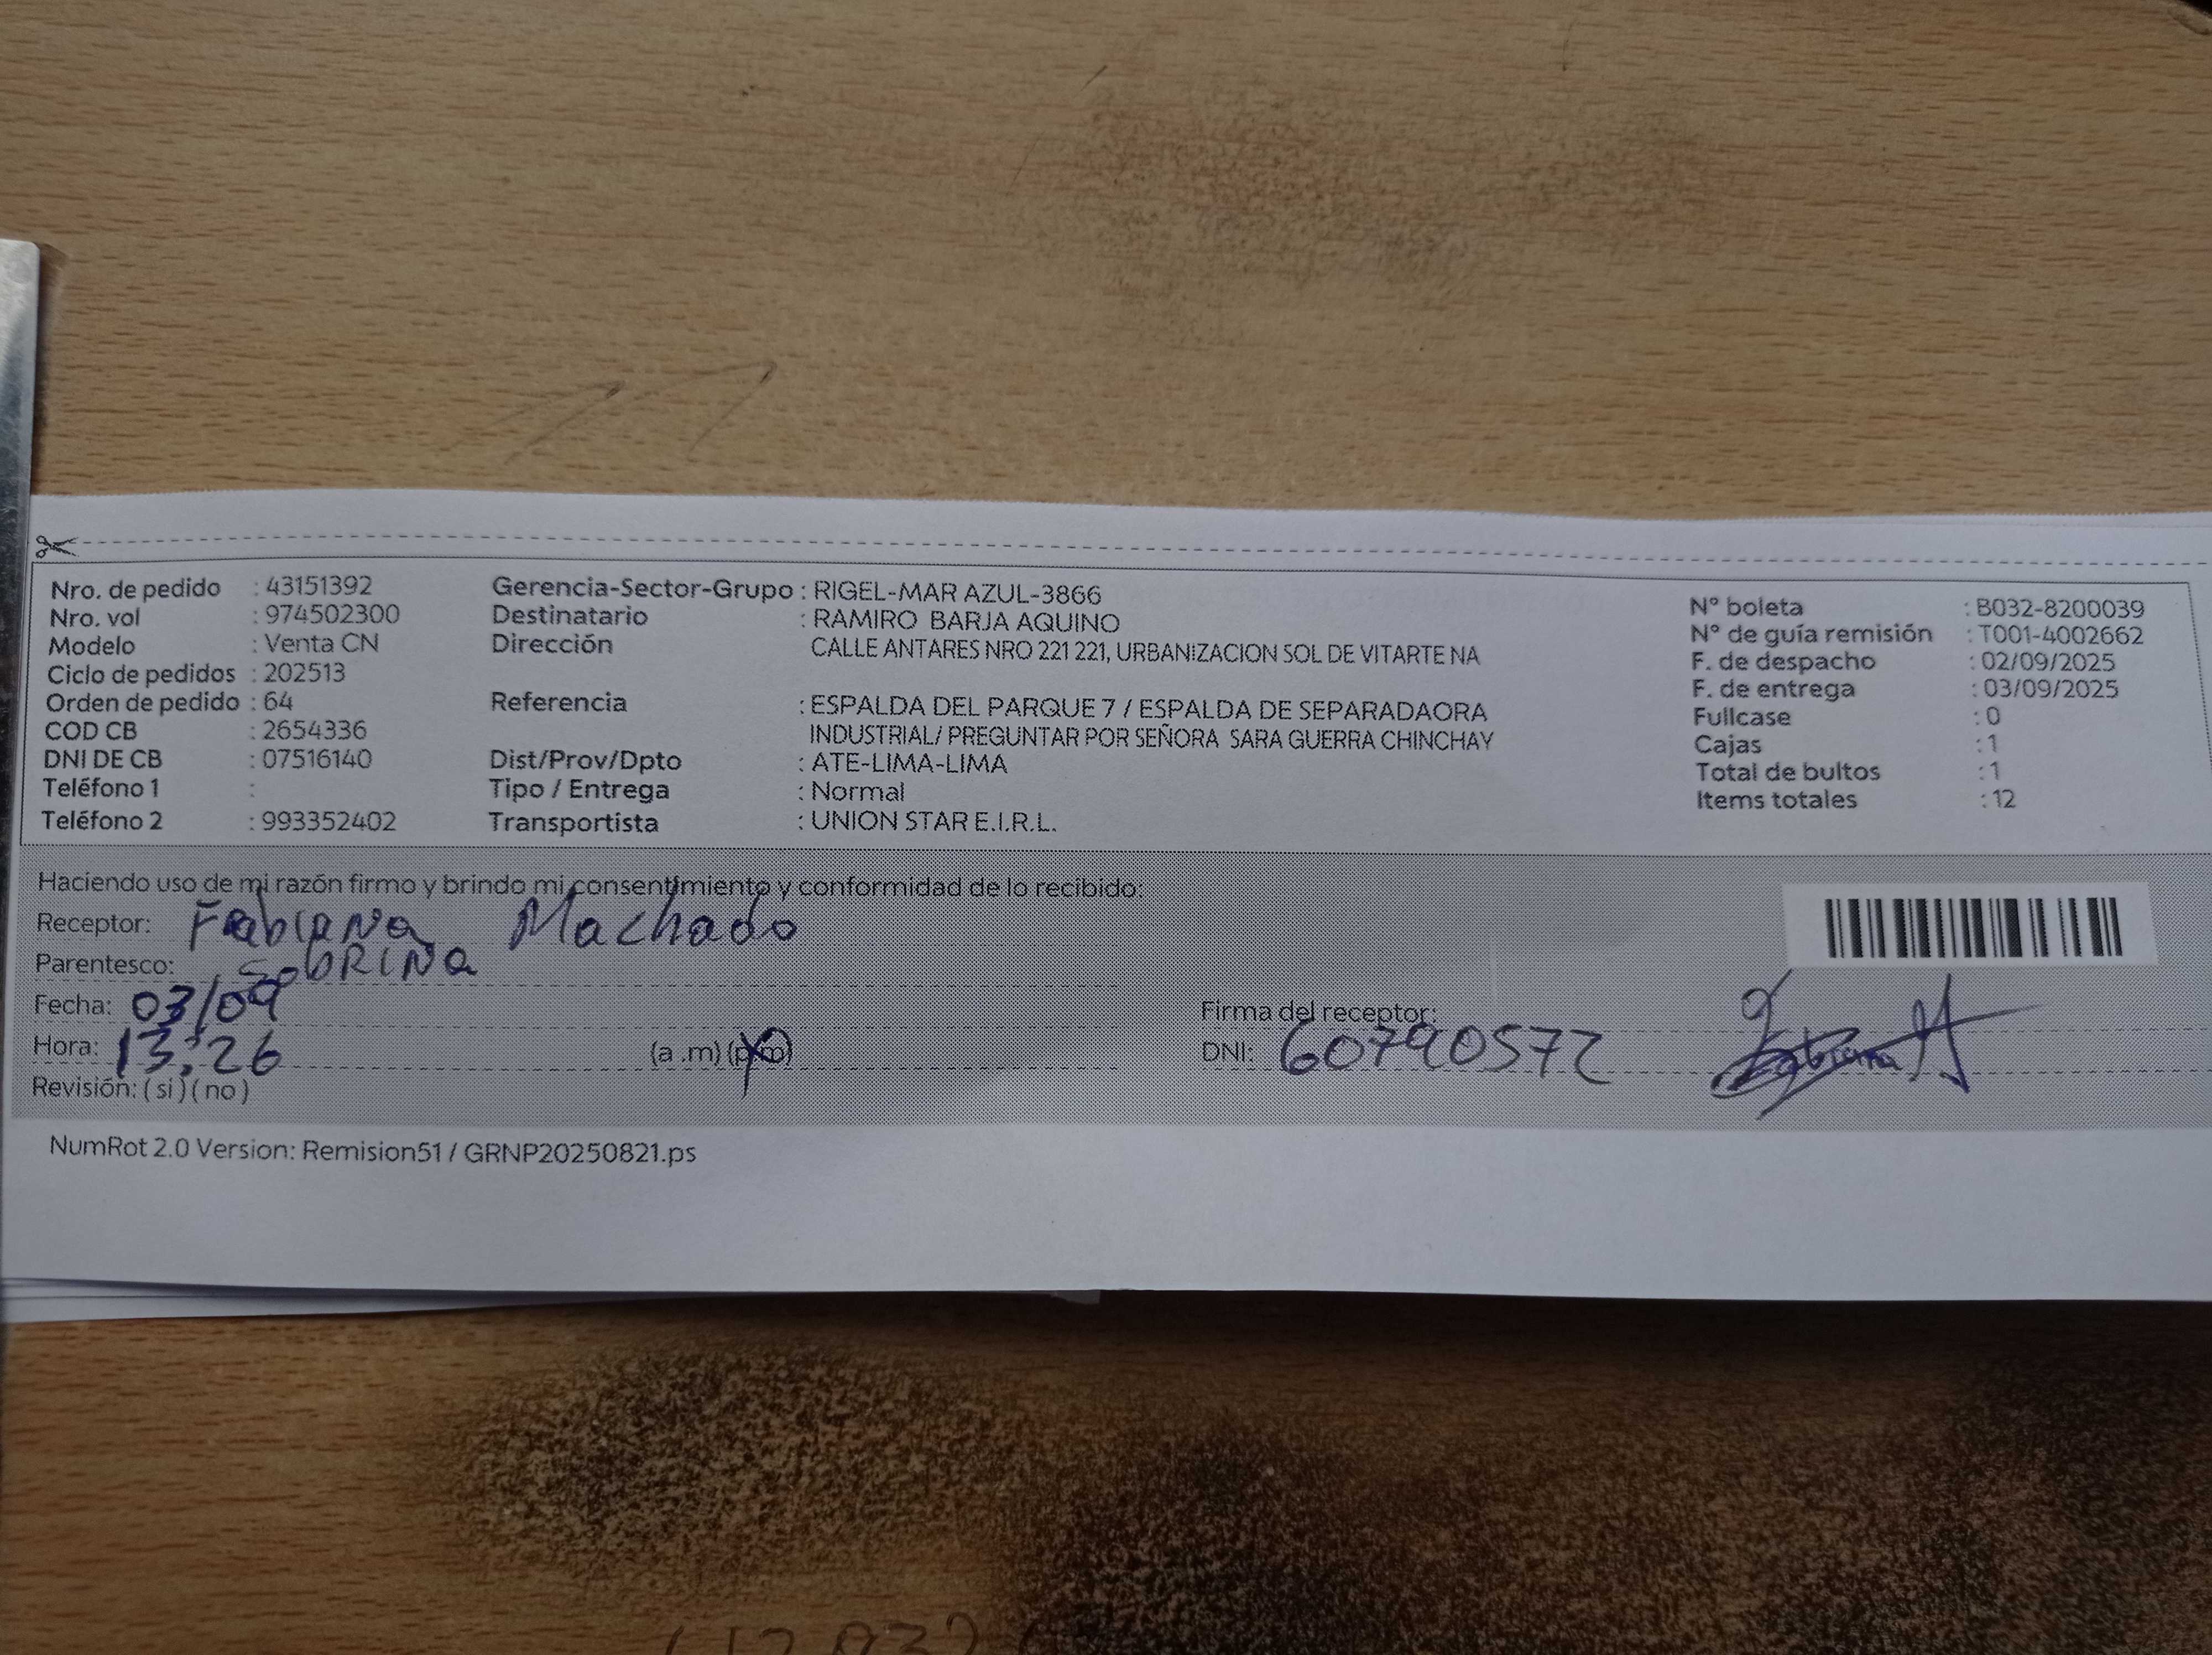 Nro. de pedido : 43151392
Nro. vol : 974502300
Modelo : Venta CN
Ciclo de pedidos : 202513
Orden de pedido : 64
COD CB : 2654336
DNI DE CB : 07516140
Teléfono 1 :
Teléfono 2 : 993352402
Gerencia-Sector-Grupo : RIGEL-MAR AZUL-3866
Destinatario : RAMIRO BARJA AQUINO
Dirección CALLE ANTARES NRO 221 221, URBANIZACION SOL DE VITARTE NA
Referencia : ESPALDA DEL PARQUE 7 / ESPALDA DE SEPARADAORA
INDUSTRIAL/ PREGUNTAR POR SEÑORA SARA GUERRA CHINCHAY
Dist/Prov/Dpto : ATE-LIMA-LIMA
Tipo / Entrega : Normal
Transportista : UNION STAR E.I.R.L.
N° boleta : B032-8200039
N° de guía remisión : T001-4002662
F. de despacho : 02/09/2025
F. de entrega : 03/09/2025
Fullcase : 0
Cajas : 1
Total de bultos : 1
Items totales : 12
Haciendo uso de mi razón firmo y brindo mi consentimiento y conformidad de lo recibido:
Receptor: Fabiana Machado
Parentesco: SobRINa
Fecha: 03/09
Hora: 13:26 (a .m) (p.m)
Revisión: ( si ) ( no )
Firma del receptor:
DNI: 60790572
NumRot 2.0 Version: Remision51 / GRNP20250821.ps